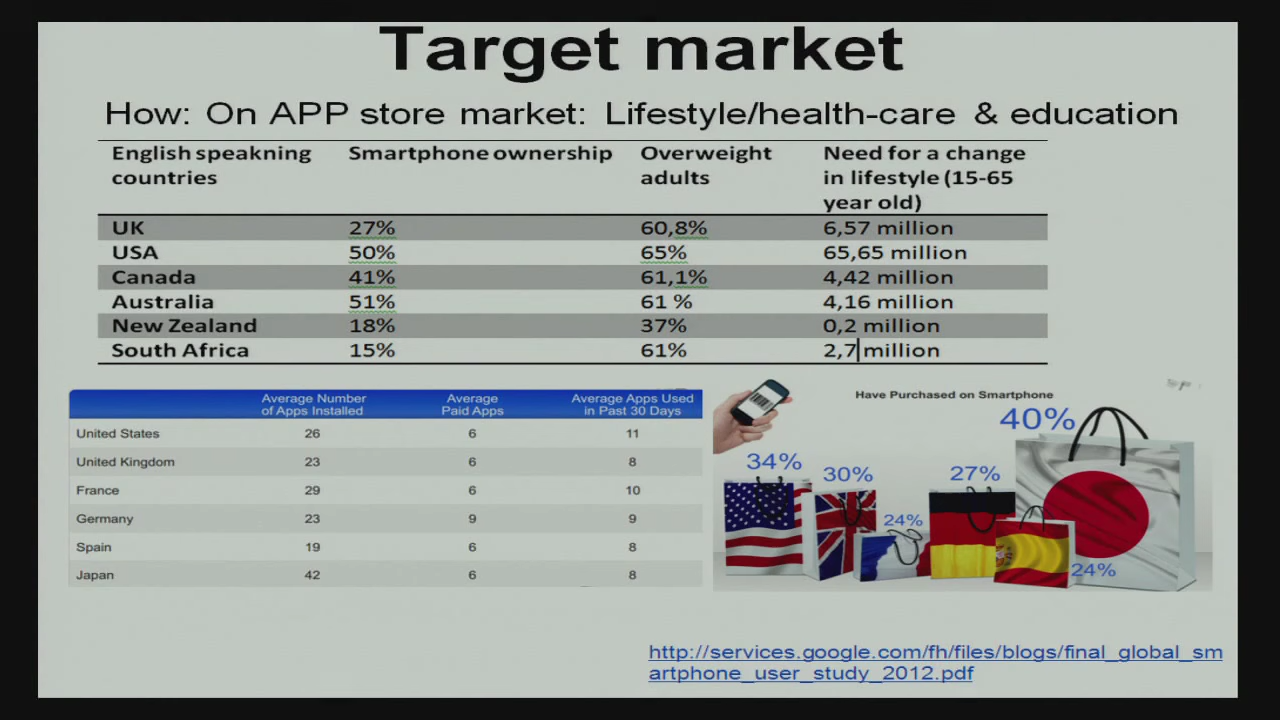 Target market
How: On APP store market: Lifestyle/health-care & education
English speakning countries Smartphone ownership Overweight adults Need for a change in lifestyle (15-65 year old)
UK 27% 60,8% 6,57 million
USA 50% 65% 65,65 million
Canada 41% 61,1% 4,42 million
Australia 51% 61 % 4,16 million
New Zealand 18% 37% 0,2 million
South Africa 15% 61% 2,7 million
Average Number of Apps Installed Average Paid Apps Average Apps Used in Past 30 Days
United States 26 6 11
United Kingdom 23 6 8
France 29 6 10
Germany 23 9 9
Spain 19 6 8
Japan 42 6 8
Have Purchased on Smartphone
40%
34%
30%
27%
24%
24%
http://services.google.com/fh/files/blogs/final_global_sm
artphone_user_study_2012.pdf